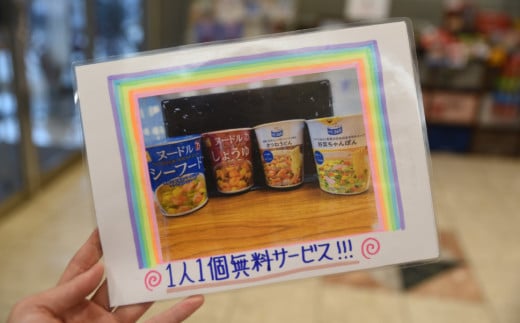 ヌードル
シーフード
ヌードル
しょうゆ
きつねうどん
野菜ちゃんぽん
1人1個無料サービス!!!